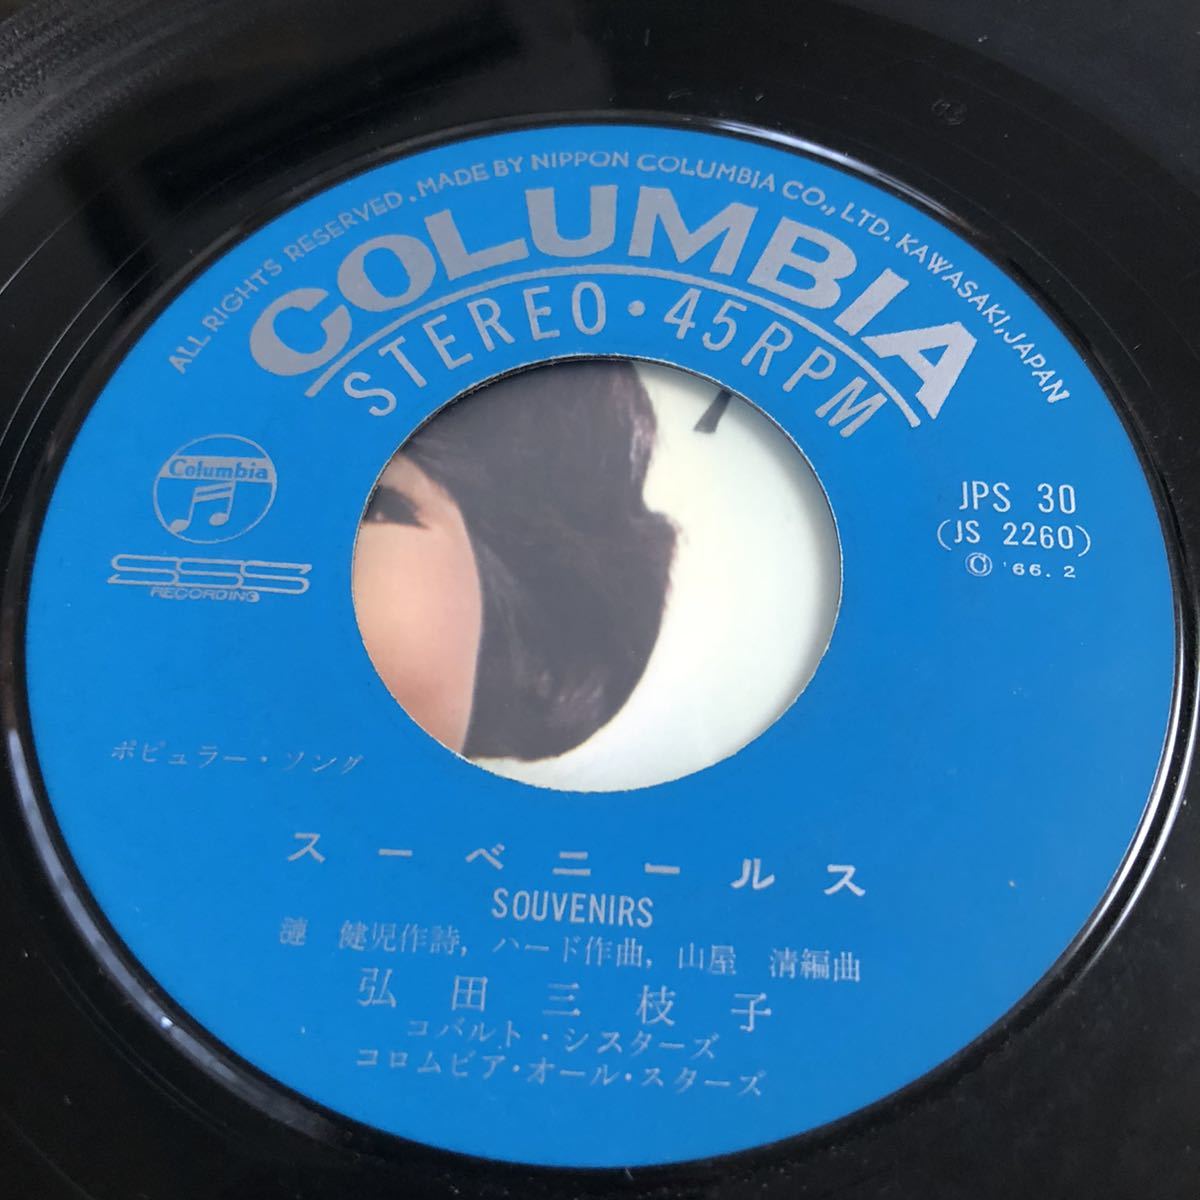 ALL RIGHTS RESERVED. MADE BY NIPPON COLUMBIA CO., LTD. KAWASAKI, JAPAN
COLUMBIA
STEREO・45RPM
Columbia
SSS
RECORDING
JPS 30
(JS 2260)
Ⓒ '66. 2
ポピュラー・ソング
スーベニールス
SOUVENIRS
漣 健児作詩, ハード作曲, 山屋 清編曲
弘田三枝子
コバルト・シスターズ
コロムビア・オール・スターズ